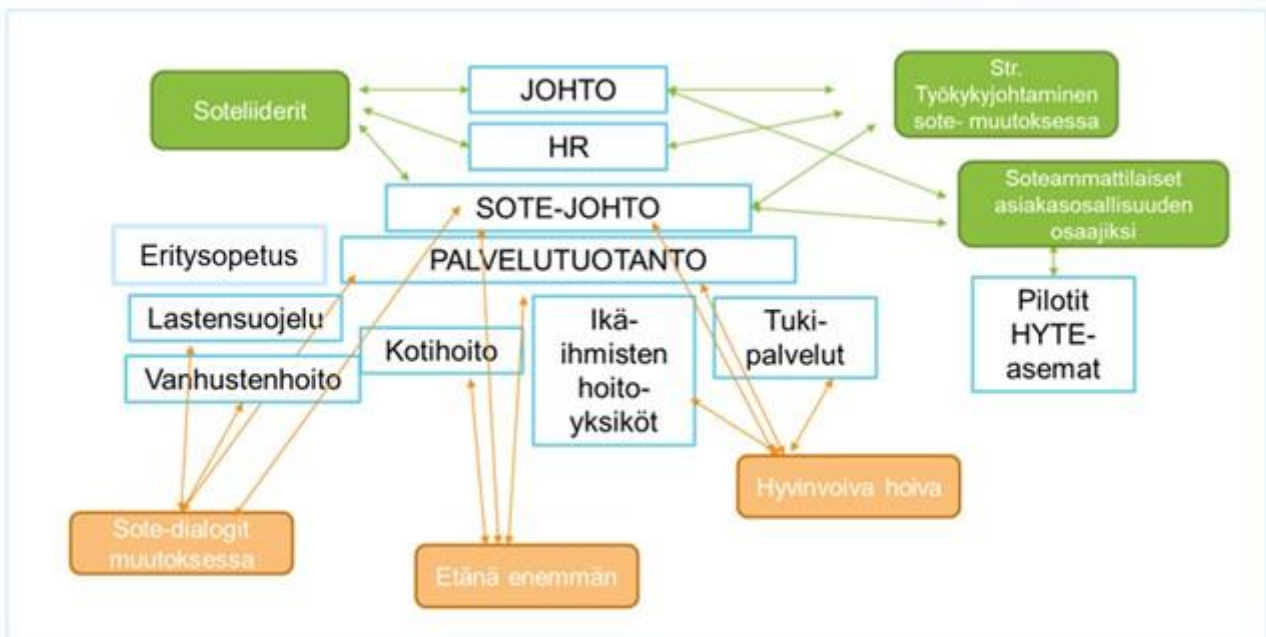 Soteliiderit
JOHTO
HR
SOTE-JOHTO
PALVELUTUOTANTO
Str.
Työkykyjohtaminen
sote- muutoksessa
Soteammattilaiset
asiakasosallisuuden
osaajiksi
Pilotit
HYTE-
asemat
Eritysopetus
Lastensuojelu
Vanhustenhoito
Kotihoito
Ikä-
ihmisten
hoito-
yksiköt
Tuki-
palvelut
Sote-dialogit
muutoksessa
Etänä enemmän
Hyvinvoiva hoiva